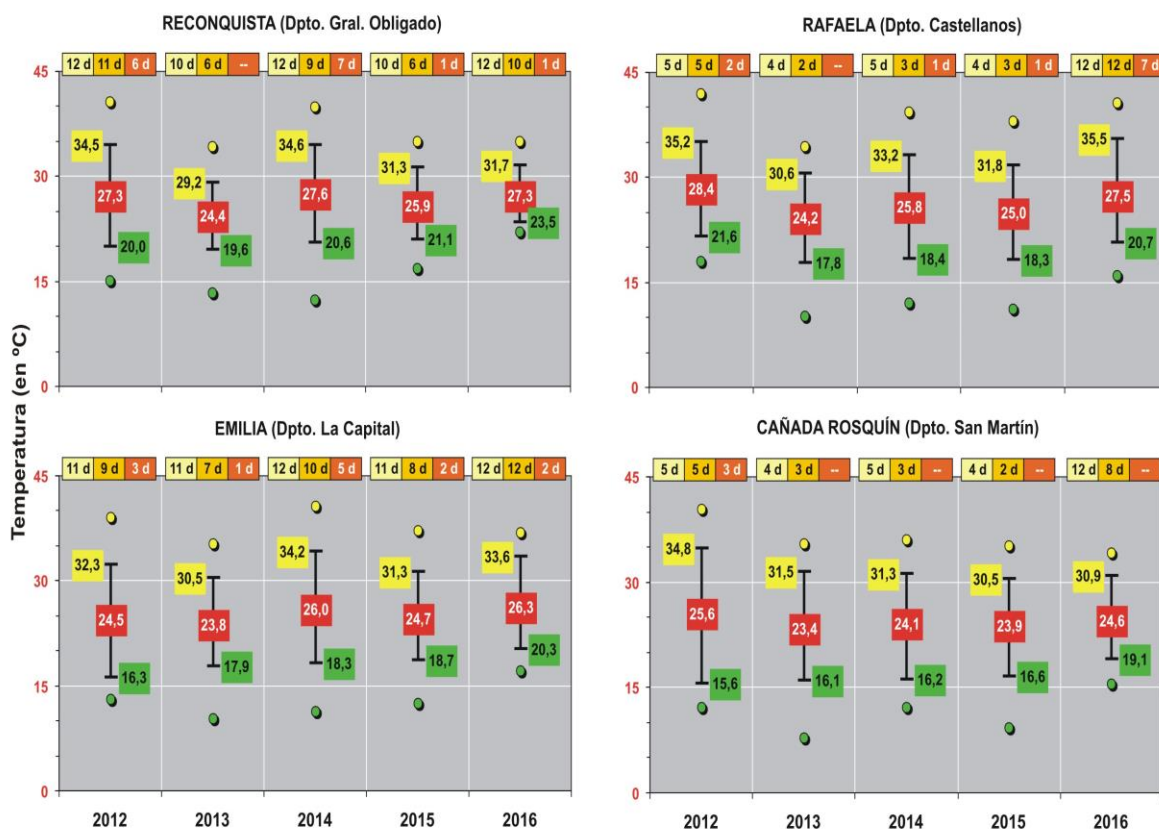 RECONQUISTA (Dpto. Gral. Obligado)
12 d 11 d 6 d 10 d 6 d -- 12 d 9 d 7 d 10 d 6 d 1 d 12 d 10 d 1 d
45
30
15
0
34,5 27,3 20,0
29,2 24,4 19,6
34,6 27,6 20,6
31,3 25,9 21,1
31,7 27,3 23,5
RAFAELA (Dpto. Castellanos)
5 d 5 d 2 d 4 d 2 d -- 5 d 3 d 1 d 4 d 3 d 1 d 12 d 12 d 7 d
45
30
15
0
35,2 28,4 21,6
30,6 24,2 17,8
33,2 25,8 18,4
31,8 25,0 18,3
35,5 27,5 20,7
Temperatura (en ºC)
EMILIA (Dpto. La Capital)
11 d 9 d 3 d 11 d 7 d 1 d 12 d 10 d 5 d 11 d 8 d 2 d 12 d 12 d 2 d
45
30
15
0
32,3 24,5 16,3
30,5 23,8 17,9
34,2 26,0 18,3
31,3 24,7 18,7
33,6 26,3 20,3
2012 2013 2014 2015 2016
CAÑADA ROSQUÍN (Dpto. San Martín)
5 d 5 d 3 d 4 d 3 d -- 5 d 3 d -- 4 d 2 d -- 12 d 8 d --
45
30
15
0
34,8 25,6 15,6
31,5 23,4 16,1
31,3 24,1 16,2
30,5 23,9 16,6
30,9 24,6 19,1
2012 2013 2014 2015 2016